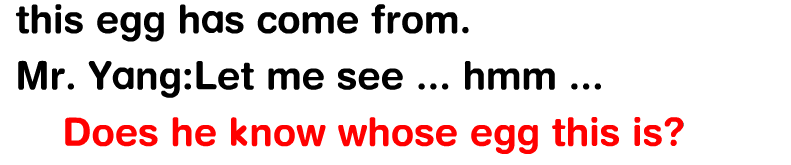 this egg has come from.
Mr. Yang:Let me see ... hmm ...
Does he know whose egg this is?